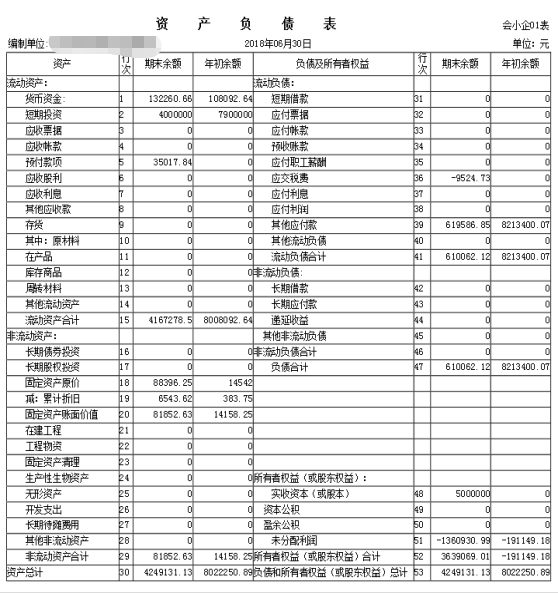 资 产 负 债 表
会小企01表
编制单位:
2018年06月30日
单位: 元
资产 行次 期末余额 年初余额 负债及所有者权益 行次 期末余额 年初余额
流动资产: 流动负债:
货币资金: 1 132260.66 108092.64 短期借款 31 0 0
短期投资 2 4000000 7900000 应付票据 32 0 0
应收票据 3 0 0 应付帐款 33 0 0
应收帐款 4 0 0 预收账款 34 0 0
预付款项 5 35017.84 0 应付职工薪酬 35 0 0
应收股利 6 0 0 应交税费 36 -9524.73 0
应收利息 7 0 0 应付利息 37 0 0
其他应收款 8 0 0 应付利润 38 0 0
存货 9 0 0 其他应付款 39 619586.85 8213400.07
其中: 原材料 10 0 0 其他流动负债 40 0 0
在产品 11 0 0 流动负债合计 41 610062.12 8213400.07
库存商品 12 0 0 非流动负债:
周转材料 13 0 0 长期借款 42 0 0
其他流动资产 14 0 0 长期应付款 43 0 0
流动资产合计 15 4167278.5 8008092.64 递延收益 44 0 0
非流动资产: 其他非流动负债 45 0 0
长期债券投资 16 0 0 非流动负债合计 46 0 0
长期股权投资 17 0 0 负债合计 47 610062.12 8213400.07
固定资产原价 18 88396.25 14542
减: 累计折旧 19 6543.62 383.75
固定资产账面价值 20 81852.63 14158.25
在建工程 21 0 0
工程物资 22 0 0
固定资产清理 23 0 0
生产性生物资产 24 0 0 所有者权益（或股东权益）:
无形资产 25 0 0 实收资本（或股本） 48 5000000 0
开发支出 26 0 0 资本公积 49 0 0
长期待摊费用 27 0 0 盈余公积 50 0 0
其他非流动资产 28 0 0 未分配利润 51 -1360930.99 -191149.18
非流动资产合计 29 81852.63 14158.25 所有者权益（或股东权益）合计 52 3639069.01 -191149.18
资产总计 30 4249131.13 8022250.89 负债和所有者权益（或股东权益）总计 53 4249131.13 8022250.89